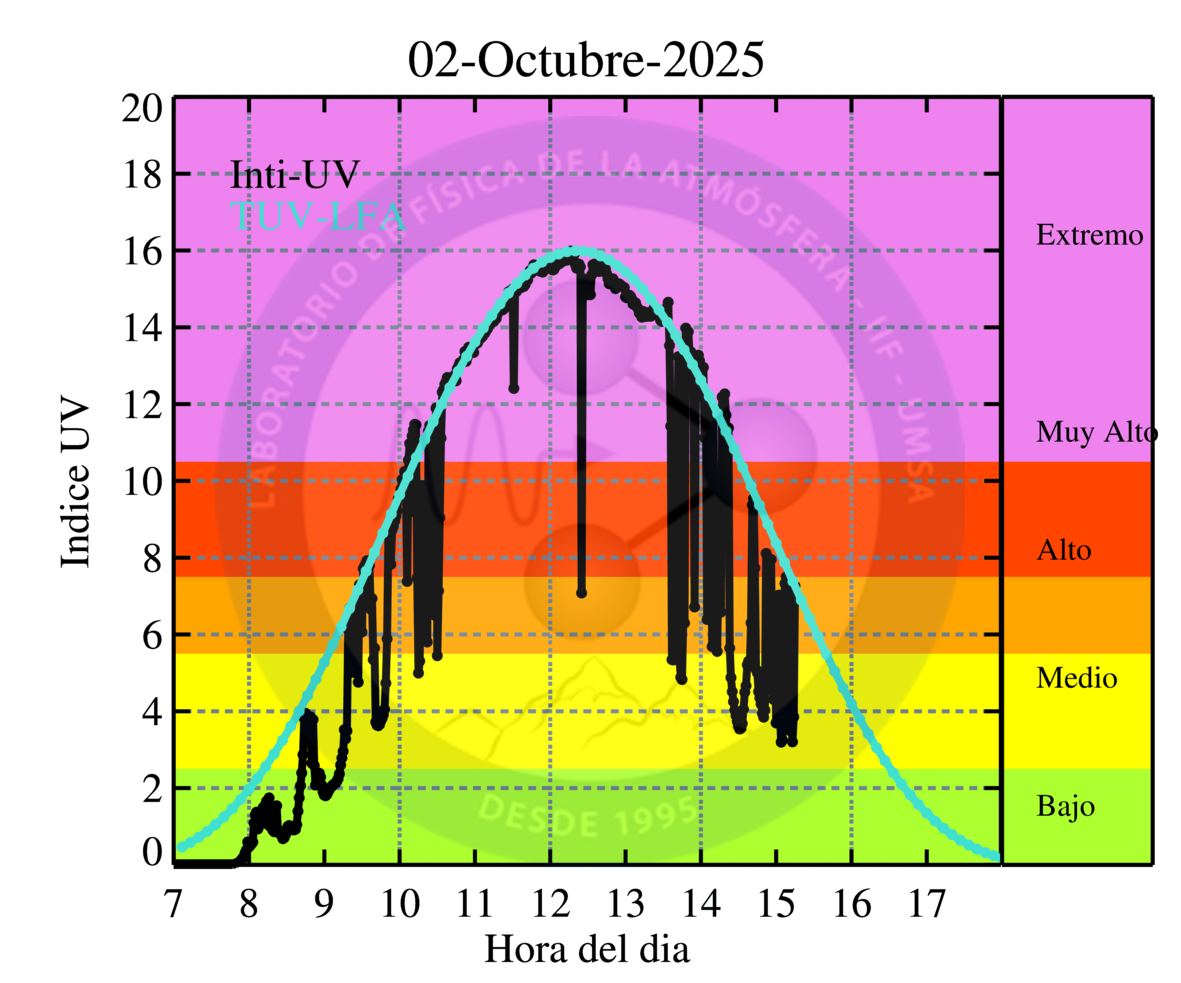 02-Octubre-2025
20
18
16
14
12
10
8
6
4
2
0
Indice UV
Inti-UV
TUV-LFA
LABORATORIO DE FÍSICA DE LA ATMÓSFERA - IIF - UMSA
DESDE 1995
Extremo
Muy Alto
Alto
Medio
Bajo
7 8 9 10 11 12 13 14 15 16 17
Hora del dia